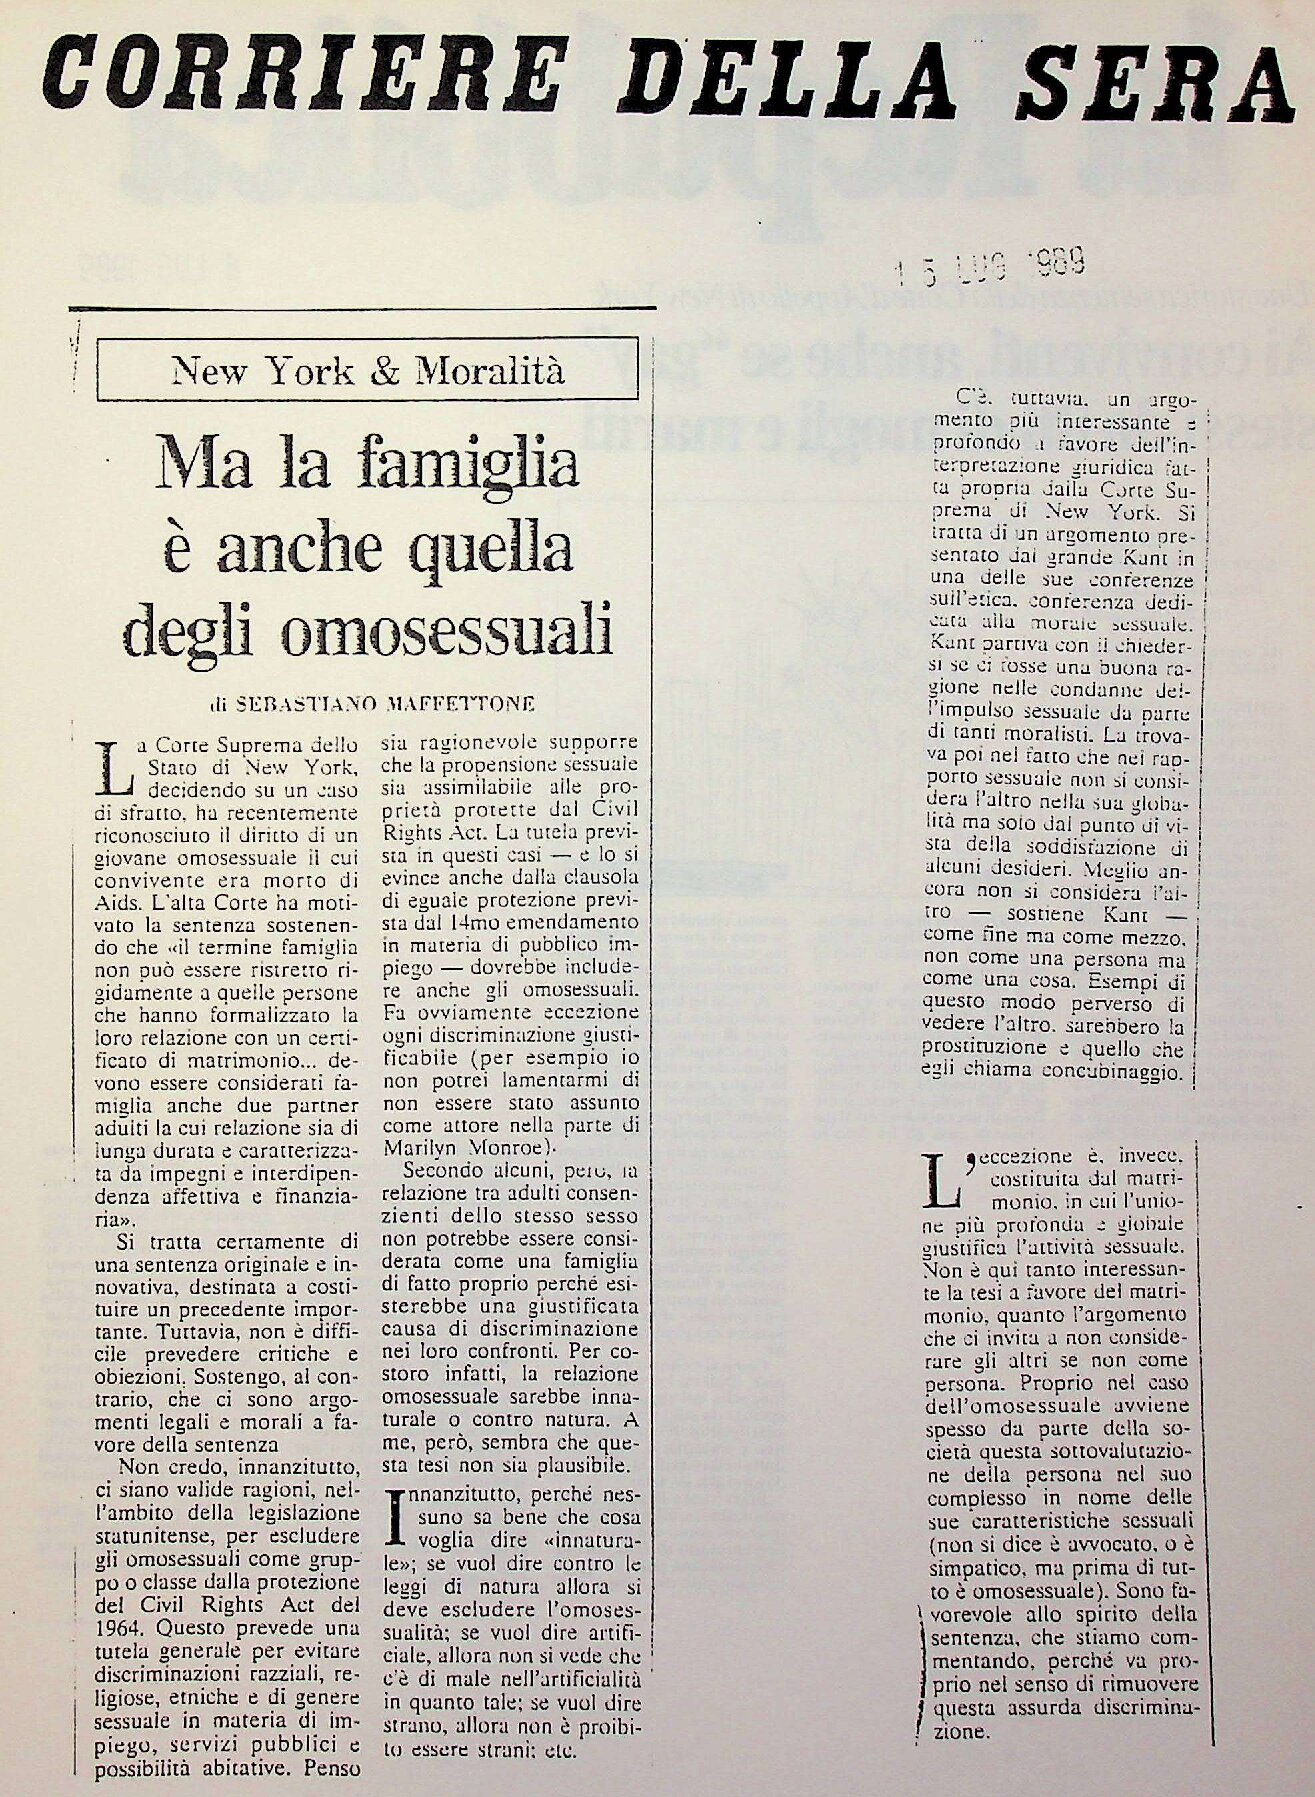 CORRIERE DELLA SERA
15 LUG 1989
New York & Moralità
Ma la famiglia
è anche quella
degli omosessuali
di SEBASTIANO MAFFETTONE
La Corte Suprema dello
Stato di New York,
decidendo su un caso
di sfratto, ha recentemente
riconosciuto il diritto di un
giovane omosessuale il cui
convivente era morto di
Aids. L'alta Corte ha moti-
vato la sentenza sostenen-
do che «il termine famiglia
non può essere ristretto ri-
gidamente a quelle persone
che hanno formalizzato la
loro relazione con un certi-
ficato di matrimonio... de-
vono essere considerati fa-
miglia anche due partner
adulti la cui relazione sia di
lunga durata e caratterizza-
ta da impegni e interdipen-
denza affettiva e finanzia-
ria».
Si tratta certamente di
una sentenza originale e in-
novativa, destinata a costi-
tuire un precedente impor-
tante. Tuttavia, non è diffi-
cile prevedere critiche e
obiezioni. Sostengo, al con-
trario, che ci sono argo-
menti legali e morali a fa-
vore della sentenza
Non credo, innanzitutto,
ci siano valide ragioni, nel-
l'ambito della legislazione
statunitense, per escludere
gli omosessuali come grup-
po o classe dalla protezione
del Civil Rights Act del
1964. Questo prevede una
tutela generale per evitare
discriminazioni razziali, re-
ligiose, etniche e di genere
sessuale in materia di im-
piego, servizi pubblici e
possibilità abitative. Penso
sia ragionevole supporre
che la propensione sessuale
sia assimilabile alle pro-
prietà protette dal Civil
Rights Act. La tutela previ-
sta in questi casi — e lo si
evince anche dalla clausola
di eguale protezione previ-
sta dal 14mo emendamento
in materia di pubblico im-
piego — dovrebbe include-
re anche gli omosessuali.
Fa ovviamente eccezione
ogni discriminazione giusti-
ficabile (per esempio io
non potrei lamentarmi di
non essere stato assunto
come attore nella parte di
Marilyn Monroe).
Secondo alcuni, però, la
relazione tra adulti consen-
zienti dello stesso sesso
non potrebbe essere consi-
derata come una famiglia
di fatto proprio perché esi-
sterebbe una giustificata
causa di discriminazione
nei loro confronti. Per co-
storo infatti, la relazione
omosessuale sarebbe inna-
turale o contro natura. A
me, però, sembra che que-
sta tesi non sia plausibile.
Innanzitutto, perché nes-
suno sa bene che cosa
voglia dire «innatura-
le»; se vuol dire contro le
leggi di natura allora si
deve escludere l'omoses-
sualità; se vuol dire artifi-
ciale, allora non si vede che
c'è di male nell'artificialità
in quanto tale; se vuol dire
strano, allora non è proibi-
to essere strani; etc.
C'è, tuttavia, un argo-
mento più interessante e
profondo a favore dell'in-
terpretazione giuridica fat-
ta propria dalla Corte Su-
prema di New York. Si
tratta di un argomento pre-
sentato dal grande Kant in
una delle sue conferenze
sull'etica, conferenza dedi-
cata alla morale sessuale.
Kant partiva con il chieder-
si se ci fosse una buona ra-
gione nelle condanne del-
l'impulso sessuale da parte
di tanti moralisti. La trova-
va poi nel fatto che nei rap-
porto sessuale non si consi-
dera l'altro nella sua globa-
lità ma solo dal punto di vi-
sta della soddisfazione di
alcuni desideri. Meglio an-
cora non si considera l'al-
tro — sostiene Kant —
come fine ma come mezzo,
non come una persona ma
come una cosa. Esempi di
questo modo perverso di
vedere l'altro, sarebbero la
prostituzione e quello che
egli chiama concubinaggio.
L'eccezione è, invece,
costituita dal matri-
monio, in cui l'unio-
ne più profonda e globale
giustifica l'attività sessuale.
Non è qui tanto interessan-
te la tesi a favore del matri-
monio, quanto l'argomento
che ci invita a non conside-
rare gli altri se non come
persona. Proprio nel caso
dell'omosessuale avviene
spesso da parte della so-
cietà questa sottovalutazio-
ne della persona nel suo
complesso in nome delle
sue caratteristiche sessuali
(non si dice è avvocato, o è
simpatico, ma prima di tut-
to è omosessuale). Sono fa-
vorevole allo spirito della
sentenza, che stiamo com-
mentando, perché va pro-
prio nel senso di rimuovere
questa assurda discrimina-
zione.